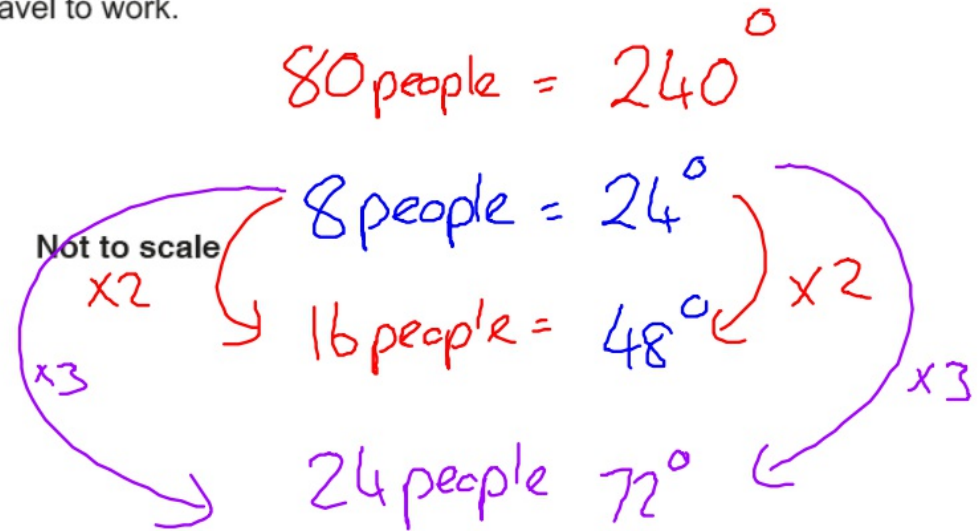 avel to work.
80 people = 240°
8 people = 24°
Not to scale
x2
x2
16 people = 48°
x3
x3
24 people 72°